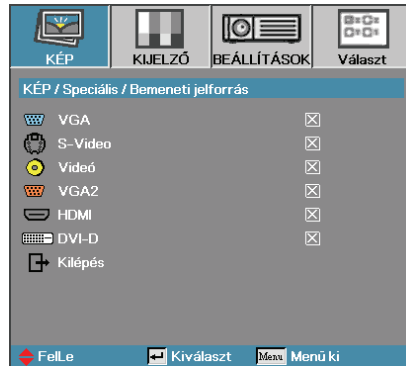 KÉP KIJELZŐ BEÁLLÍTÁSOK Választ
KÉP / Speciális / Bemeneti jelforrás
VGA
S-Video
Videó
VGA2
HDMI
DVI-D
Kilépés
FelLe Kiválaszt Menu Menü ki